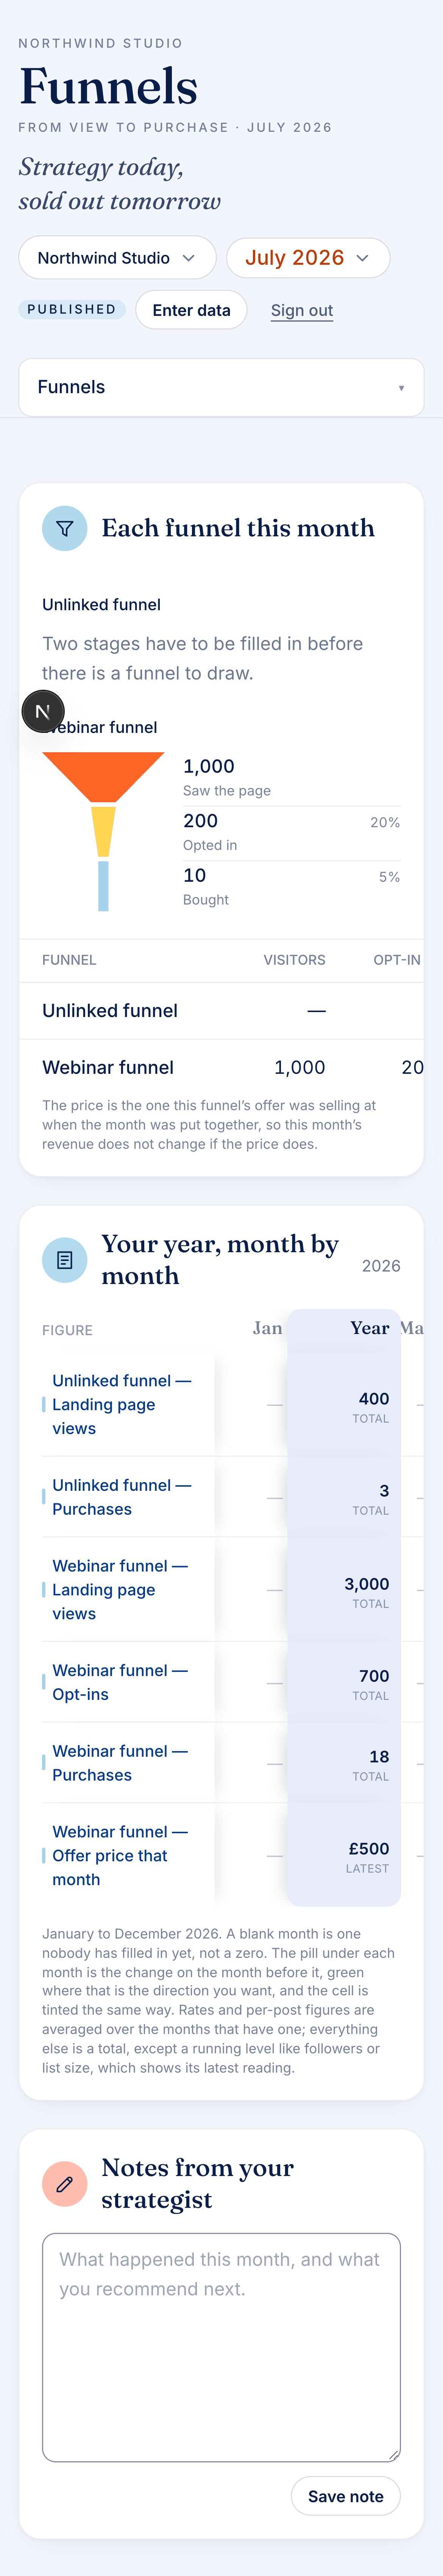 NORTHWIND STUDIO
Funnels
FROM VIEW TO PURCHASE · JULY 2026
Strategy today,
sold out tomorrow
Northwind Studio
July 2026
PUBLISHED
Enter data
Sign out
Funnels
Each funnel this month
Unlinked funnel
Two stages have to be filled in before
there is a funnel to draw.
N
ebinar funnel
1,000
Saw the page
200 20%
Opted in
10 5%
Bought
FUNNEL VISITORS OPT-IN
Unlinked funnel —
Webinar funnel 1,000 20
The price is the one this funnel’s offer was selling at
when the month was put together, so this month’s
revenue does not change if the price does.
Your year, month by
month
2026
FIGURE Jan Year Ma
Unlinked funnel —
Landing page
views
— 400 —
TOTAL
Unlinked funnel —
Purchases
— 3 —
TOTAL
Webinar funnel —
Landing page
views
— 3,000 —
TOTAL
Webinar funnel —
Opt-ins
— 700 —
TOTAL
Webinar funnel —
Purchases
— 18 —
TOTAL
Webinar funnel —
Offer price that
month
— £500 —
LATEST
January to December 2026. A blank month is one
nobody has filled in yet, not a zero. The pill under each
month is the change on the month before it, green
where that is the direction you want, and the cell is
tinted the same way. Rates and per-post figures are
averaged over the months that have one; everything
else is a total, except a running level like followers or
list size, which shows its latest reading.
Notes from your
strategist
What happened this month, and what
you recommend next.
Save note